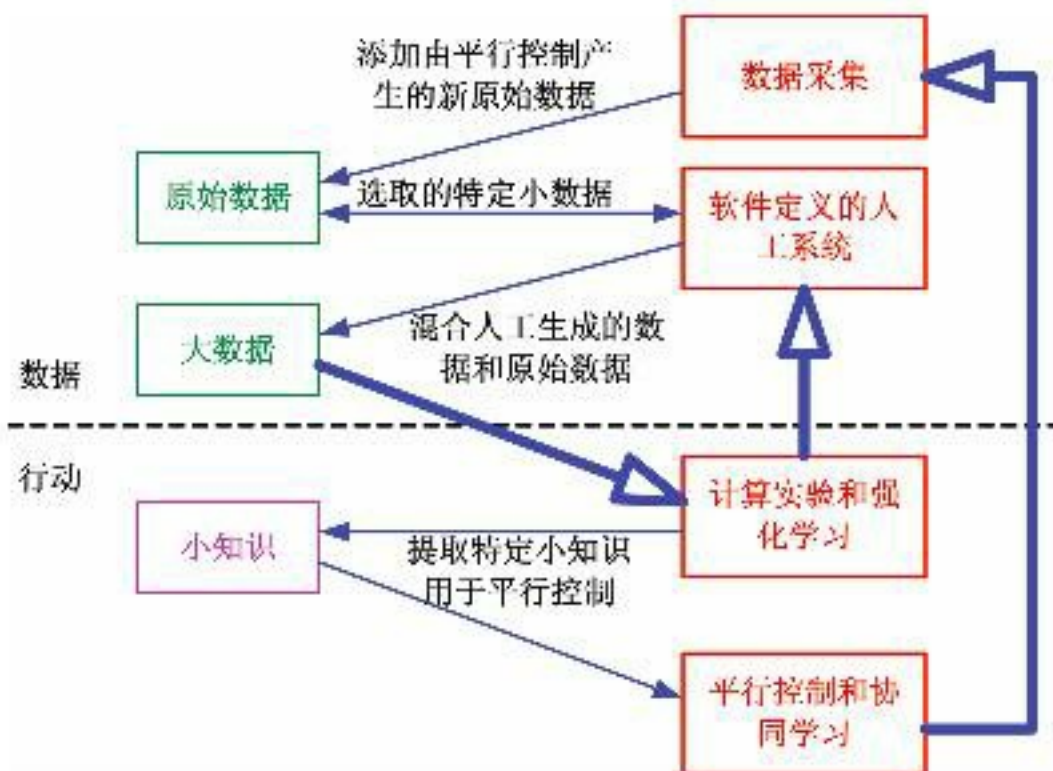 添加由平行控制产
生的新原始数据
数据采集
原始数据
选取的特定小数据
软件定义的人
工系统
大数据
混合人工生成的数
据和原始数据
数据
行动
小知识
提取特定小知识
用于平行控制
计算实验和强
化学习
平行控制和协
同学习